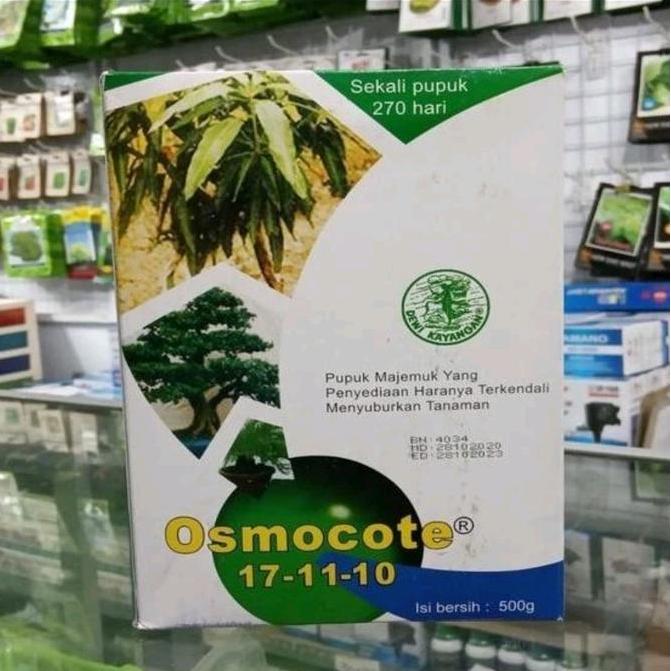 Sekali pupuk
270 hari
DEWI KAYANGAN®
Pupuk Majemuk Yang
Penyediaan Haranya Terkendali
Menyuburkan Tanaman
BN : 4034
MD : 28102020
ED : 28102023
Osmocote®
17-11-10
Isi bersih : 500g